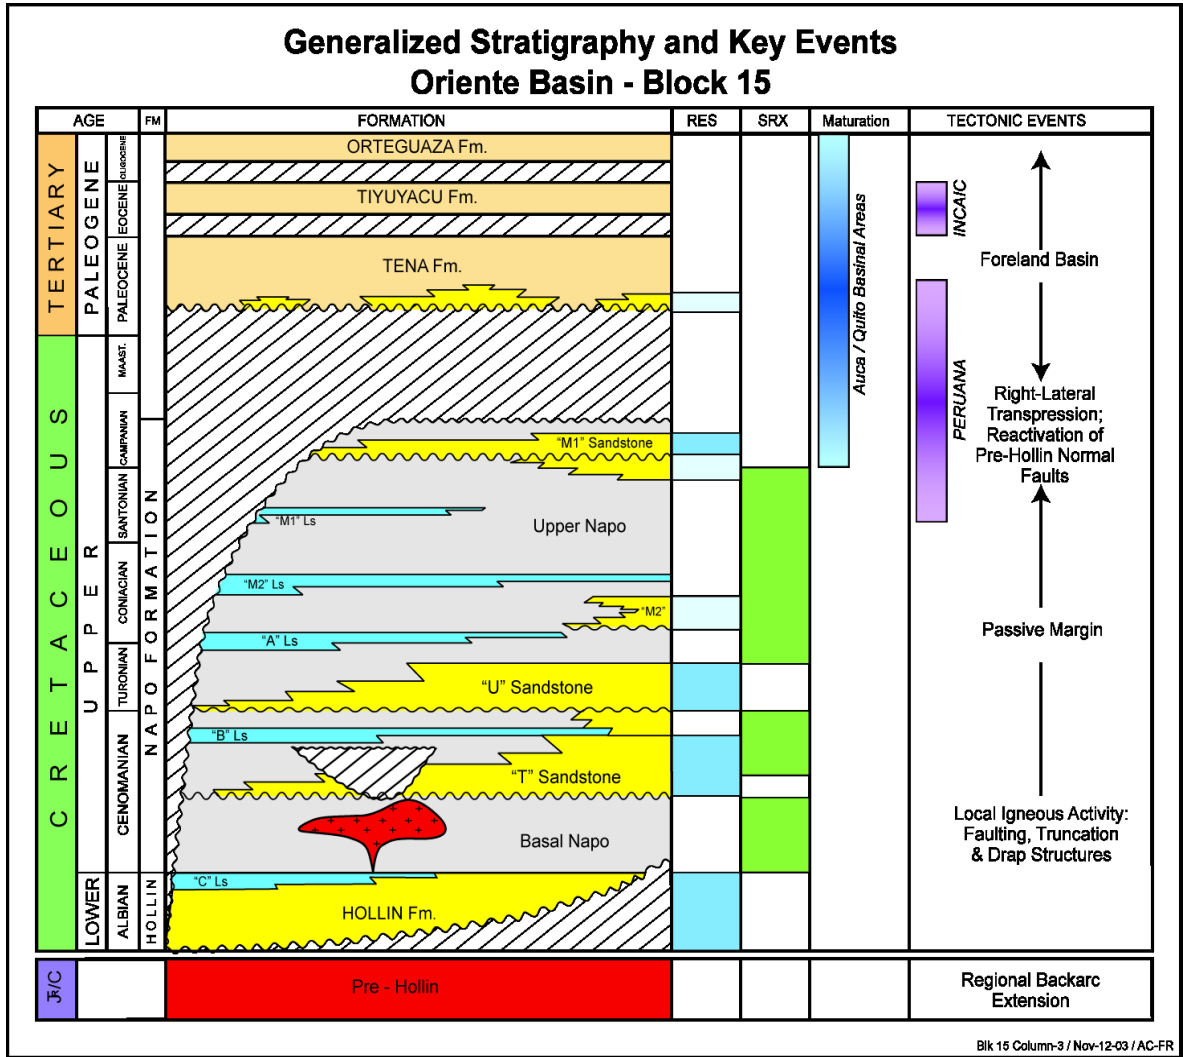 Generalized Stratigraphy and Key Events
Oriente Basin - Block 15
AGE
FM
FORMATION
RES
SRX
Maturation
TECTONIC EVENTS
TERTIARY
PALEOGENE
OLIGOCENE
EOCENE
PALEOCENE
CRETACEOUS
UPPER
LOWER
MAAST.
CAMPANIAN
SANTONIAN
CONIACIAN
TURONIAN
CENOMANIAN
ALBIAN
NAPO FORMATION
HOLLIN
ORTEGUAZA Fm.
TIYUYACU Fm.
TENA Fm.
"M1" Sandstone
"M1" Ls
Upper Napo
"M2" Ls
"M2"
"A" Ls
"U" Sandstone
"B" Ls
"T" Sandstone
Basal Napo
"C" Ls
HOLLIN Fm.
Auca / Quito Basinal Areas
INCAIC
PERUANA
Foreland Basin
Right-Lateral
Transpression;
Reactivation of
Pre-Hollin Normal
Faults
Passive Margin
Local Igneous Activity:
Faulting, Truncation
& Drap Structures
Pre - Hollin
Regional Backarc
Extension
Blk 15 Column-3 / Nov-12-03 / AC-FR